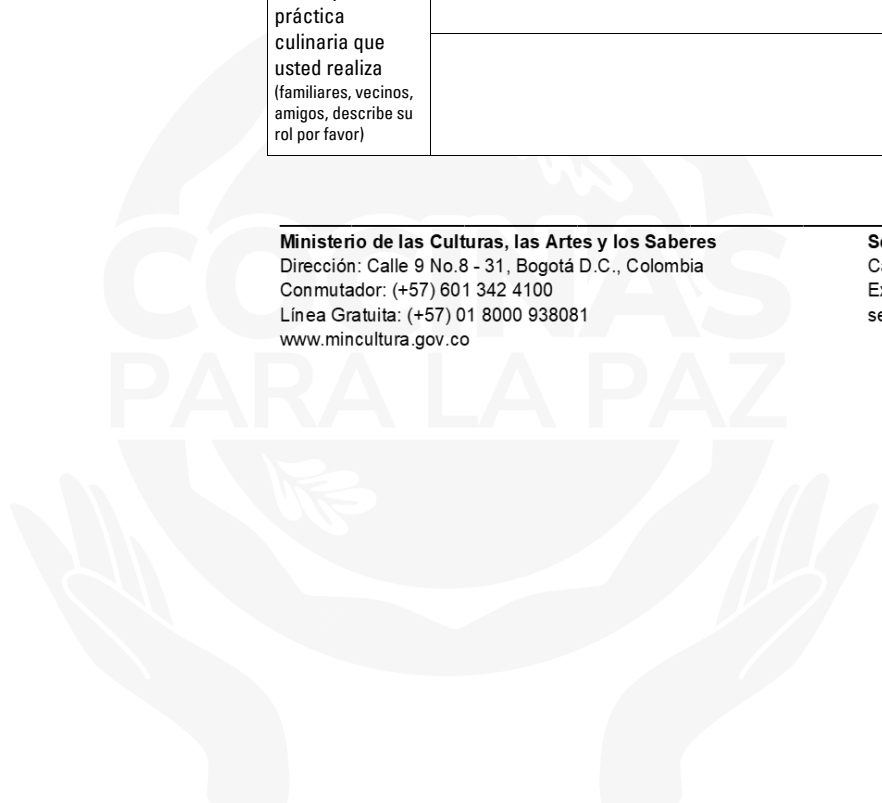 práctica
culinaria que
usted realiza
(familiares, vecinos,
amigos, describe su
rol por favor)
Ministerio de las Culturas, las Artes y los Saberes
Dirección: Calle 9 No.8 - 31, Bogotá D.C., Colombia
Conmutador: (+57) 601 342 4100
Línea Gratuita: (+57) 01 8000 938081
www.mincultura.gov.co
COCINAS
PARA LA PAZ